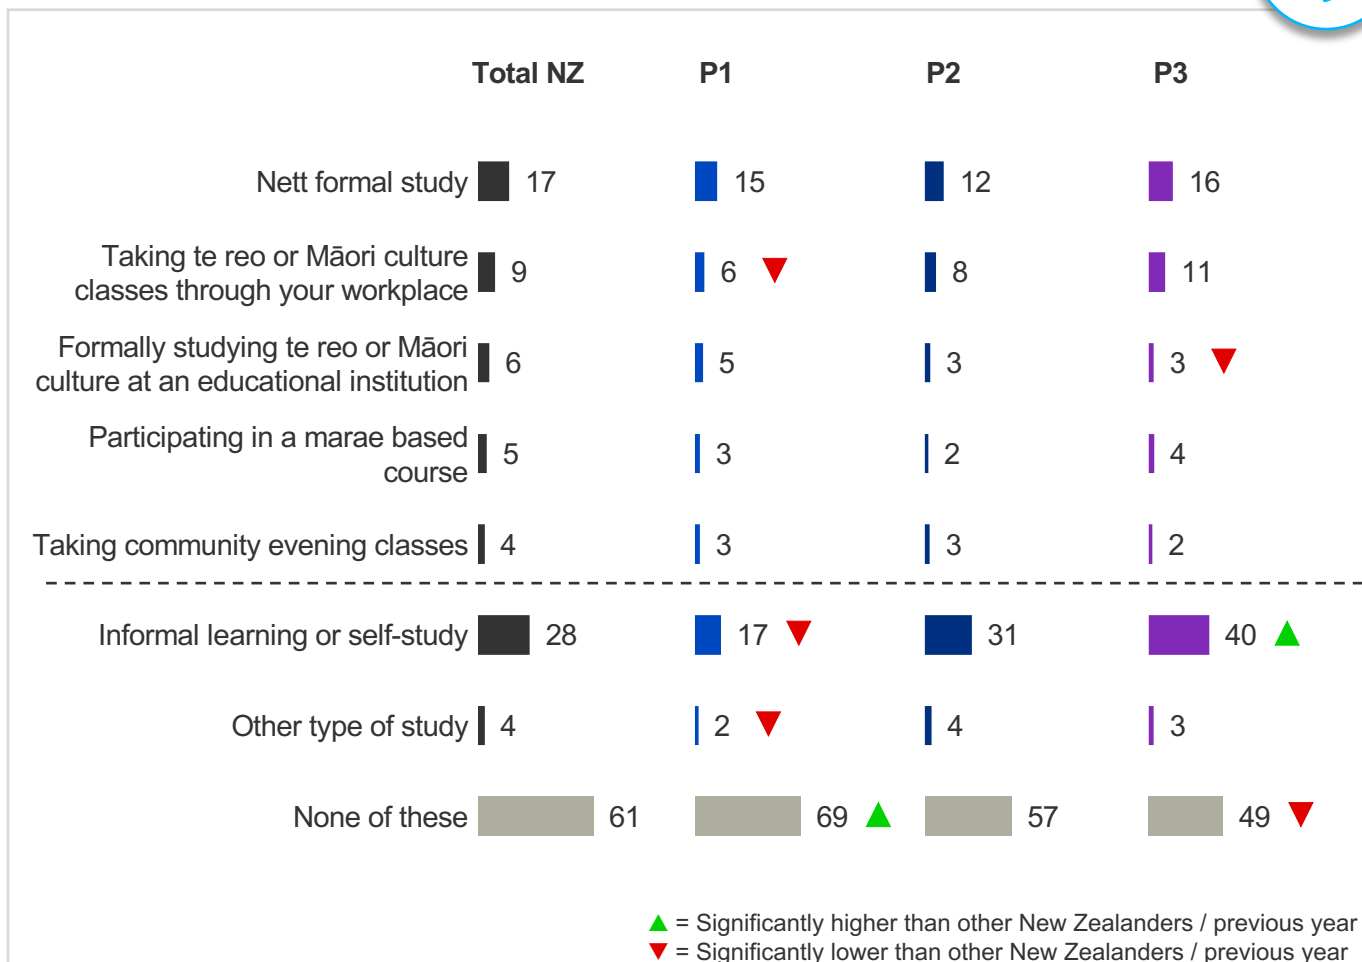 Total NZ P1 P2 P3
Nett formal study 17 15 12 16
Taking te reo or Māori culture
classes through your workplace 9 6 ▼ 8 11
Formally studying te reo or Māori
culture at an educational institution 6 5 3 3 ▼
Participating in a marae based
course 5 3 2 4
Taking community evening classes 4 3 3 2
Informal learning or self-study 28 17 ▼ 31 40 ▲
Other type of study 4 2 ▼ 4 3
None of these 61 69 ▲ 57 49 ▼
▲ = Significantly higher than other New Zealanders / previous year
▼ = Significantly lower than other New Zealanders / previous year